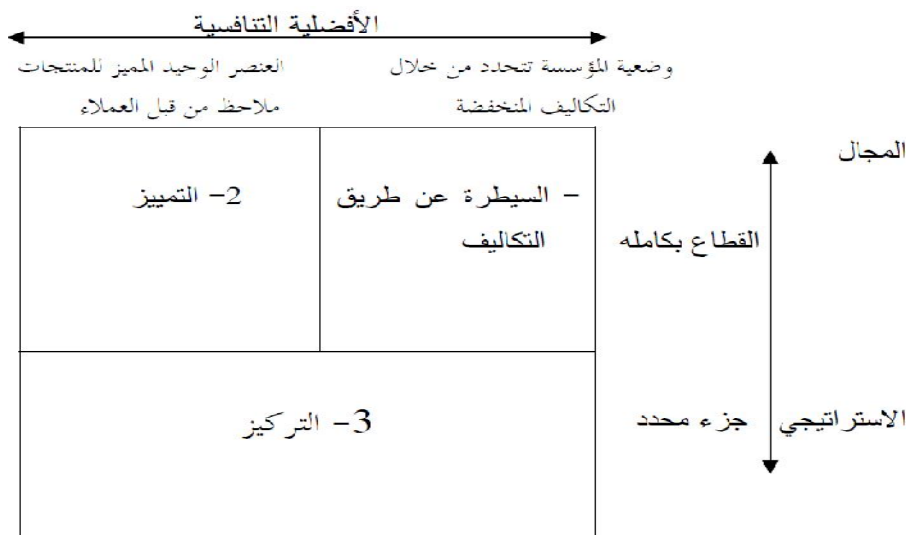 الأفضلية التنافسية
وضعية المؤسسة تتحدد من خلال
التكاليف المنخفضة
العنصر الوحيد المميز للمنتجات
ملاحظ من قبل العملاء
المجال
القطاع بكامله
- السيطرة عن طريق
التكاليف
2- التمييز
الاستراتيجي
جزء محدد
3- التركيز